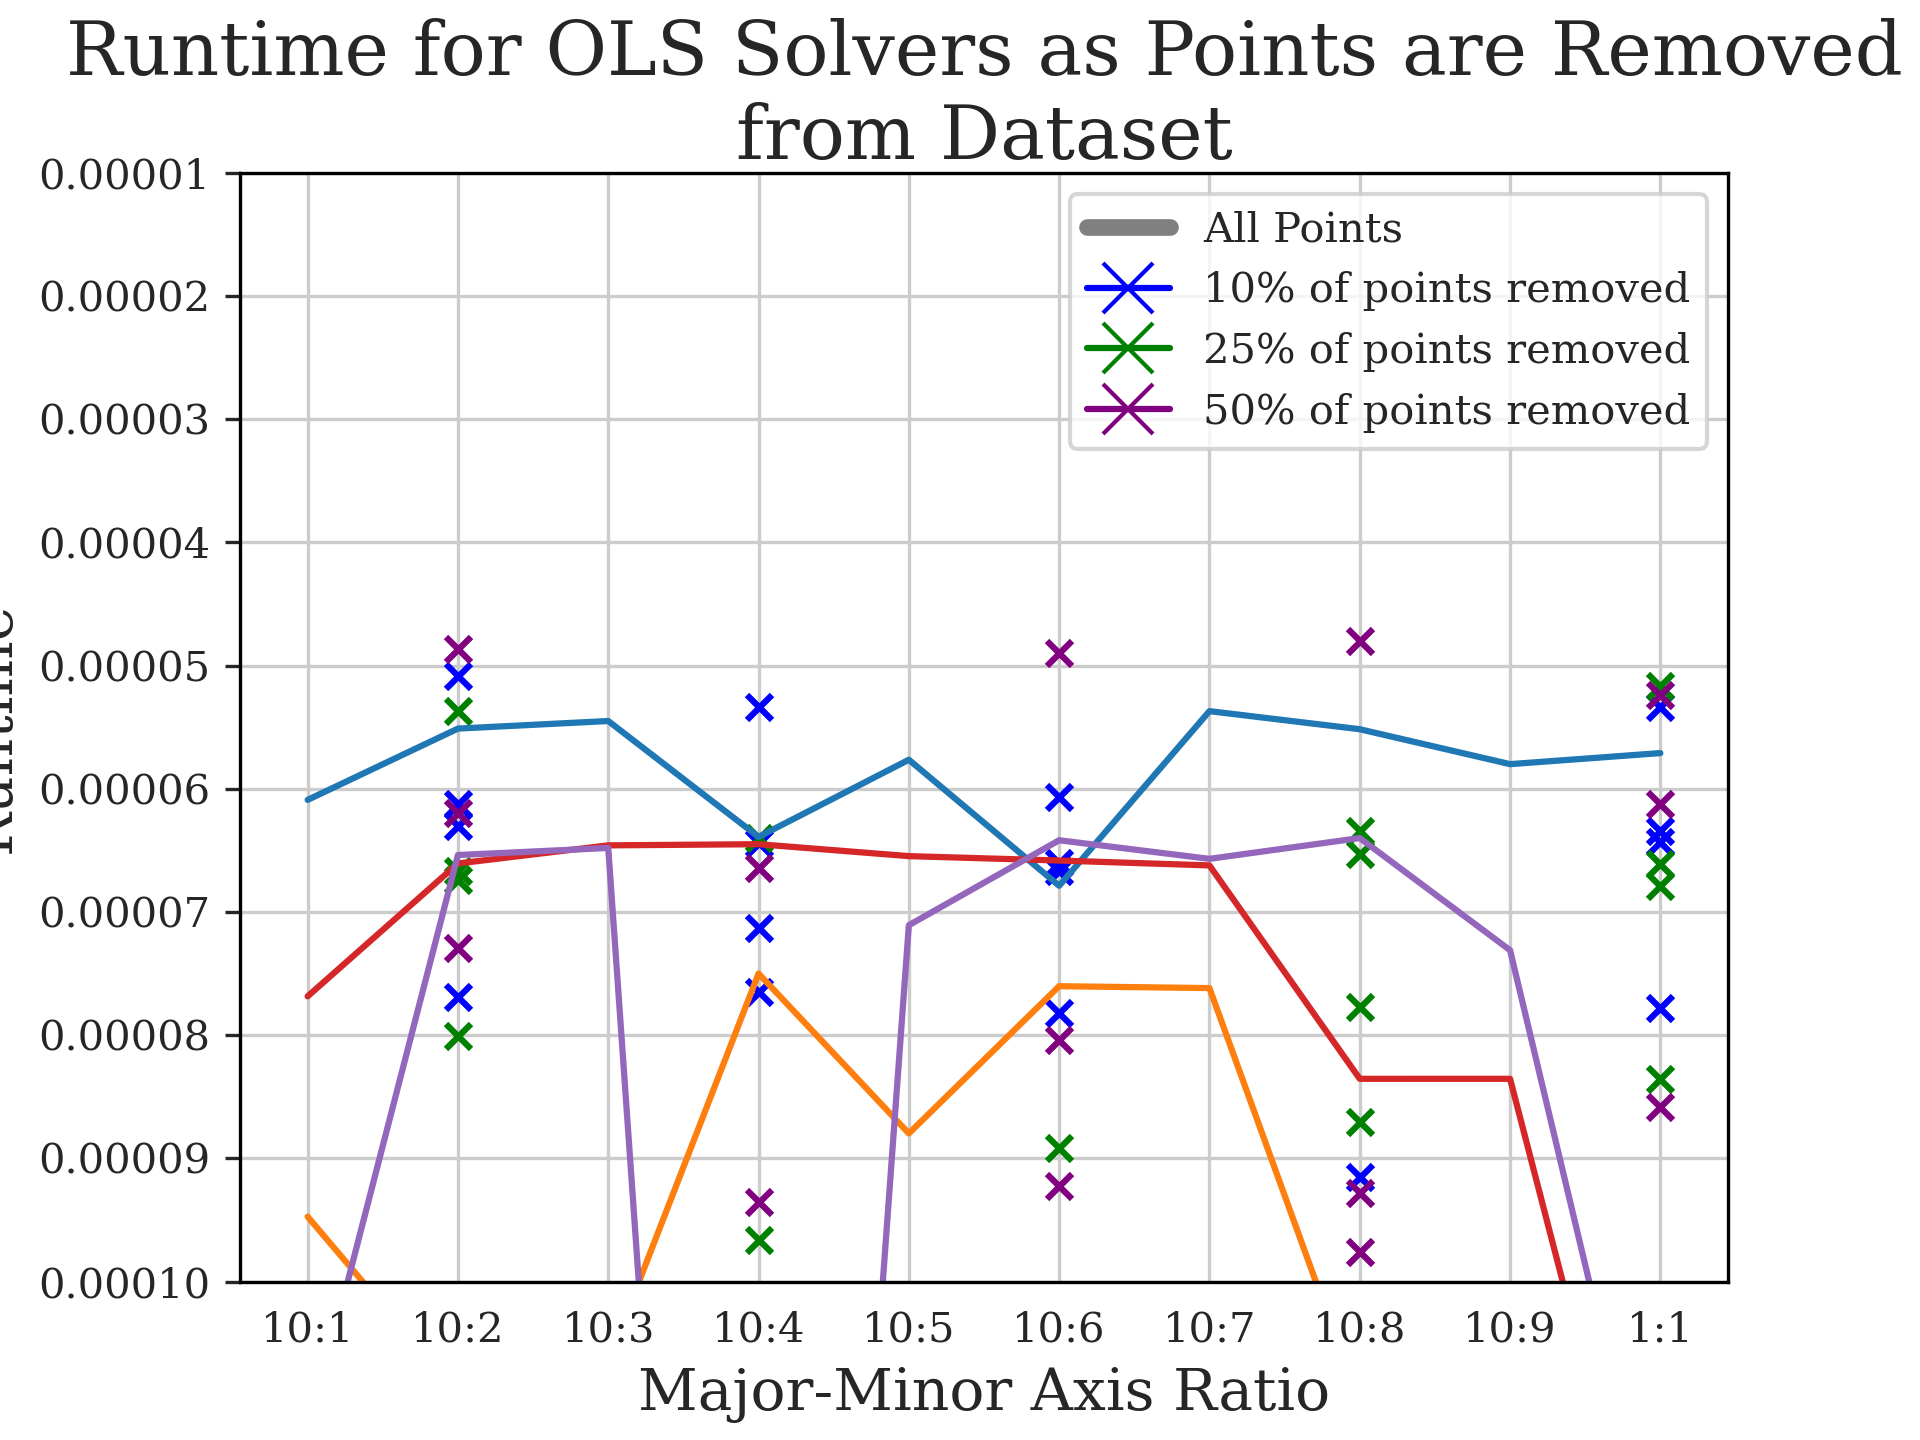 Runtime for OLS Solvers as Points are Removed
from Dataset
0.00001
0.00002
0.00003
0.00004
0.00005
0.00006
0.00007
0.00008
0.00009
0.00010
Runtime
All Points
10% of points removed
25% of points removed
50% of points removed
10:1 10:2 10:3 10:4 10:5 10:6 10:7 10:8 10:9 1:1
Major-Minor Axis Ratio